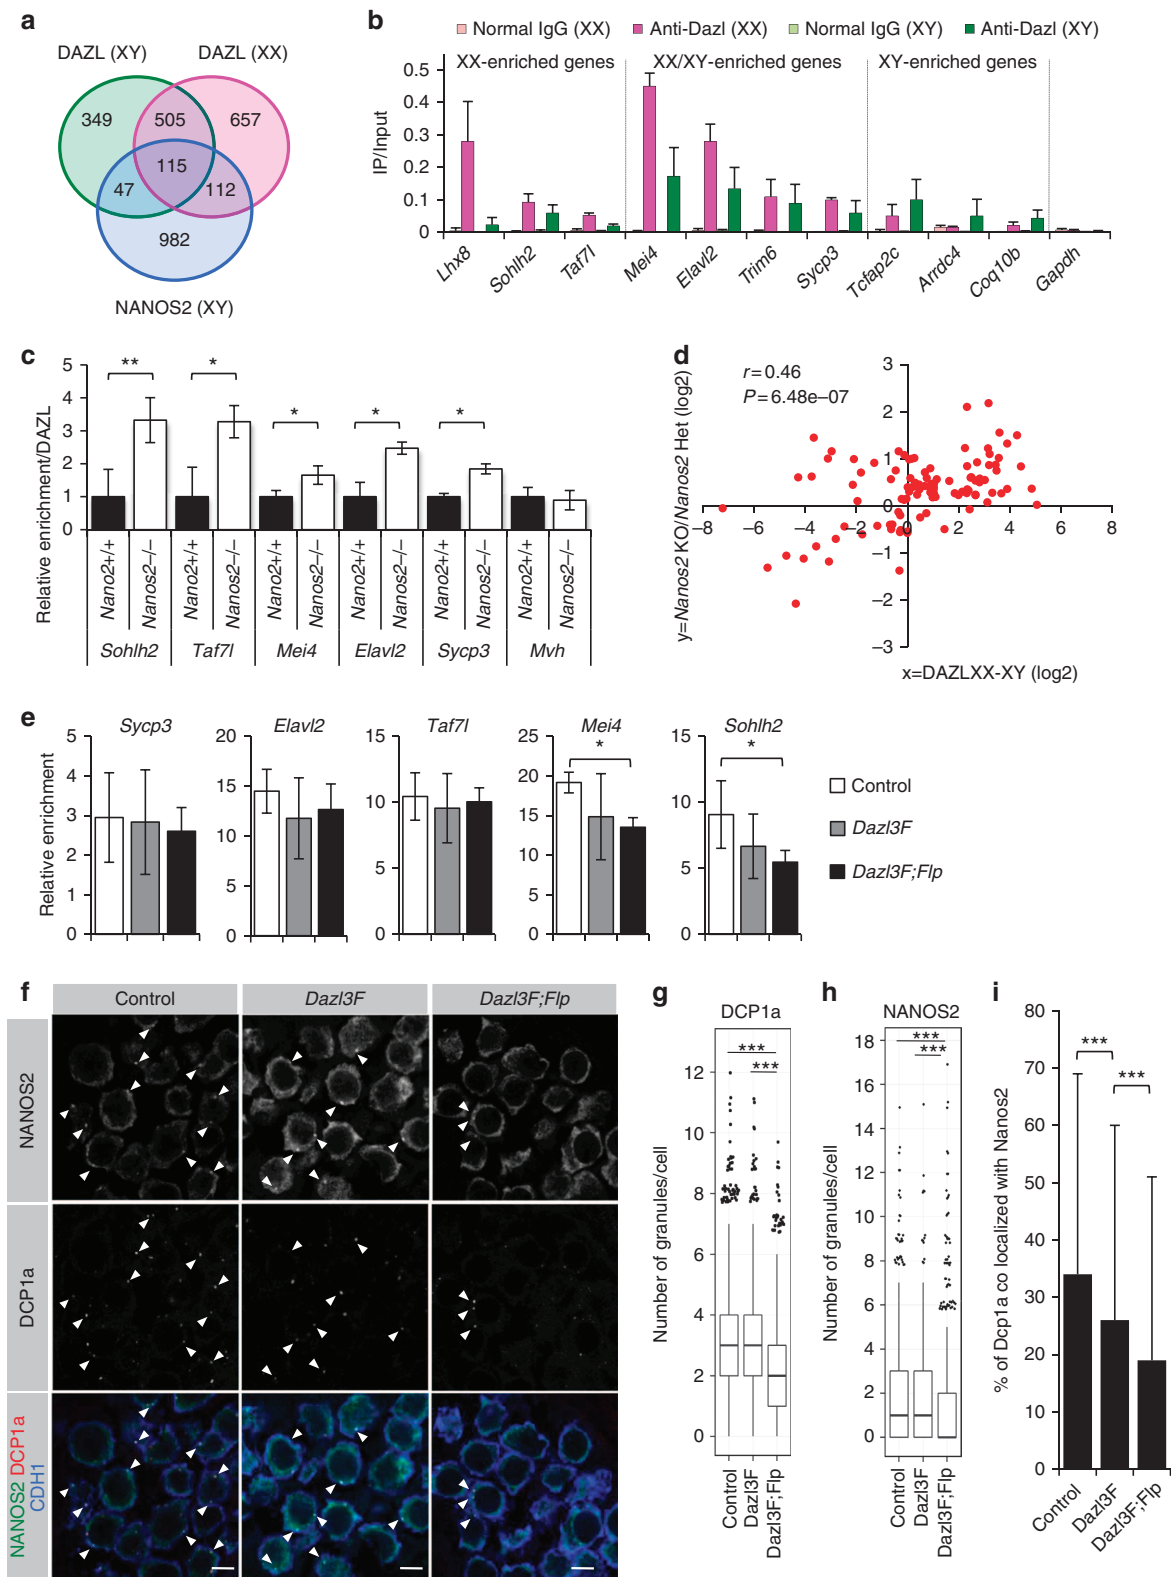 a
DAZL (XY)
DAZL (XX)
349
505
657
115
47
112
982
NANOS2 (XY)
b
Normal IgG (XX)
Anti-Dazl (XX)
Normal IgG (XY)
Anti-Dazl (XY)
XX-enriched genes
XX/XY-enriched genes
XY-enriched genes
IP/Input
0.5
0.4
0.3
0.2
0.1
0
Lhx8
Sohlh2
Taf7l
Mei4
Elavl2
Trim6
Sycp3
Tcfap2c
Arrdc4
Coq10b
Gapdh
c
Relative enrichment/DAZL
5
4
3
2
1
0
**
*
*
*
*
Nano2+/+
Nanos2−/−
Nano2+/+
Nanos2−/−
Nano2+/+
Nanos2−/−
Nano2+/+
Nanos2−/−
Nano2+/+
Nanos2−/−
Nano2+/+
Nanos2−/−
Sohlh2
Taf7l
Mei4
Elavl2
Sycp3
Mvh
d
r=0.46
P=6.48e−07
y=Nanos2 KO/Nanos2 Het (log2)
3
2
1
0
−1
−2
−3
−8
−6
−4
−2
0
2
4
6
8
x=DAZLXX-XY (log2)
e
Relative enrichment
Sycp3
5
4
3
2
1
0
Elavl2
20
15
10
5
0
Taf7l
15
10
5
0
Mei4
25
20
15
10
5
0
*
Sohlh2
15
10
5
0
*
Control
Dazl3F
Dazl3F;Flp
f
Control
Dazl3F
Dazl3F;Flp
NANOS2
DCP1a
NANOS2 DCP1a
CDH1
g
DCP1a
Number of granules/cell
12
10
8
6
4
2
0
***
***
Control
Dazl3F
Dazl3F;Flp
h
NANOS2
Number of granules/cell
18
16
14
12
10
8
6
4
2
0
***
***
Control
Dazl3F
Dazl3F;Flp
i
% of Dcp1a co localized with Nanos2
80
70
60
50
40
30
20
10
0
***
***
Control
Dazl3F
Dazl3F;Flp